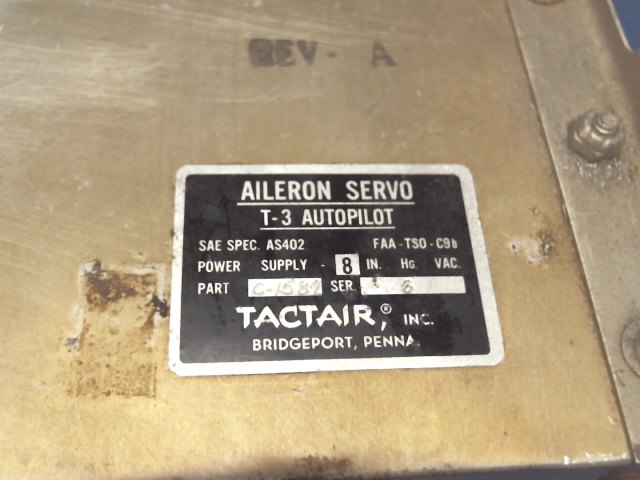 REV- A
AILERON SERVO
T-3 AUTOPILOT
SAE SPEC. AS402 FAA-TSO-C9b
POWER SUPPLY - 8 IN. Hg. VAC.
PART SER.
TACTAIR,® INC.
BRIDGEPORT, PENNA.